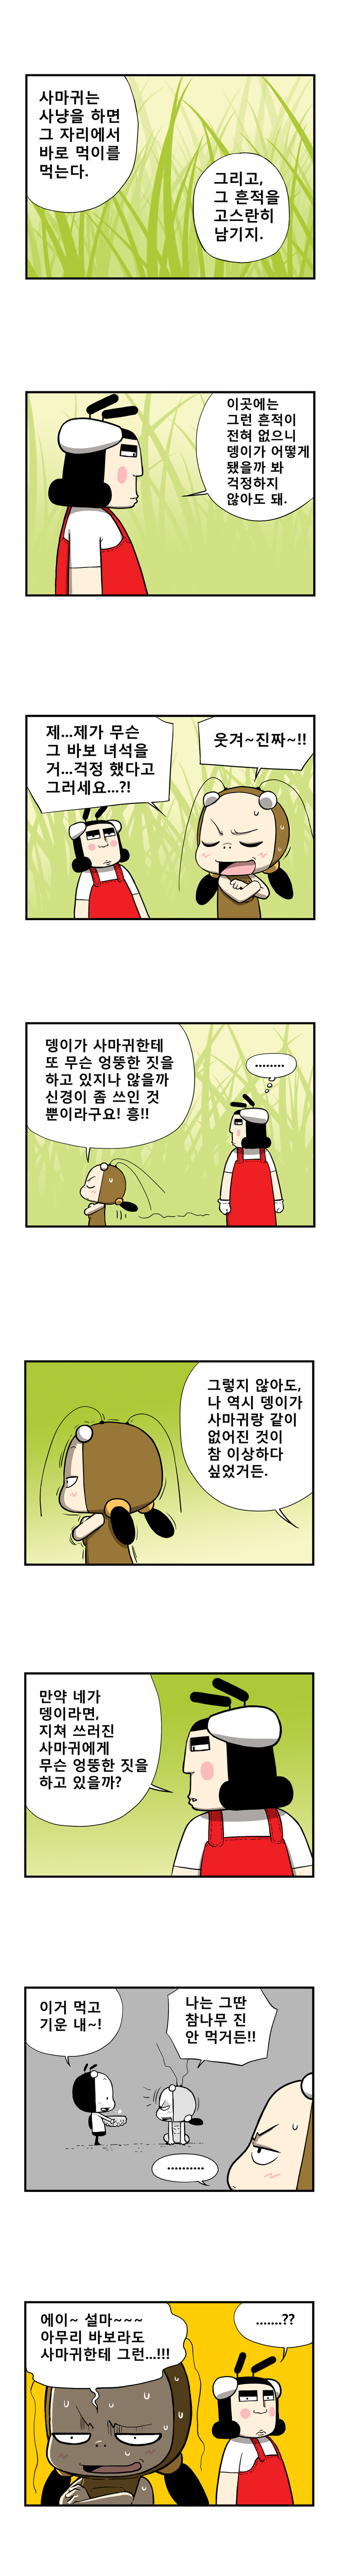 사마귀는
사냥을 하면
그 자리에서
바로 먹이를
먹는다.
그리고,
그 흔적을
고스란히
남기지.
이곳에는
그런 흔적이
전혀 없으니
뎅이가 어떻게
됐을까 봐
걱정하지
않아도 돼.
제...제가 무슨
그 바보 녀석을
거...걱정 했다고
그러세요...?!
웃겨~진짜~!!
뎅이가 사마귀한테
또 무슨 엉뚱한 짓을
하고 있지나 않을까
신경이 좀 쓰인 것
뿐이라구요! 흥!!
........
그렇지 않아도,
나 역시 뎅이가
사마귀랑 같이
없어진 것이
참 이상하다
싶었거든.
만약 네가
뎅이라면,
지쳐 쓰러진
사마귀에게
무슨 엉뚱한 짓을
하고 있을까?
이거 먹고
기운 내~!
나는 그딴
참나무 진
안 먹거든!!
..........
에이~ 설마~~~
아무리 바보라도
사마귀한테 그런...!!!
.......??